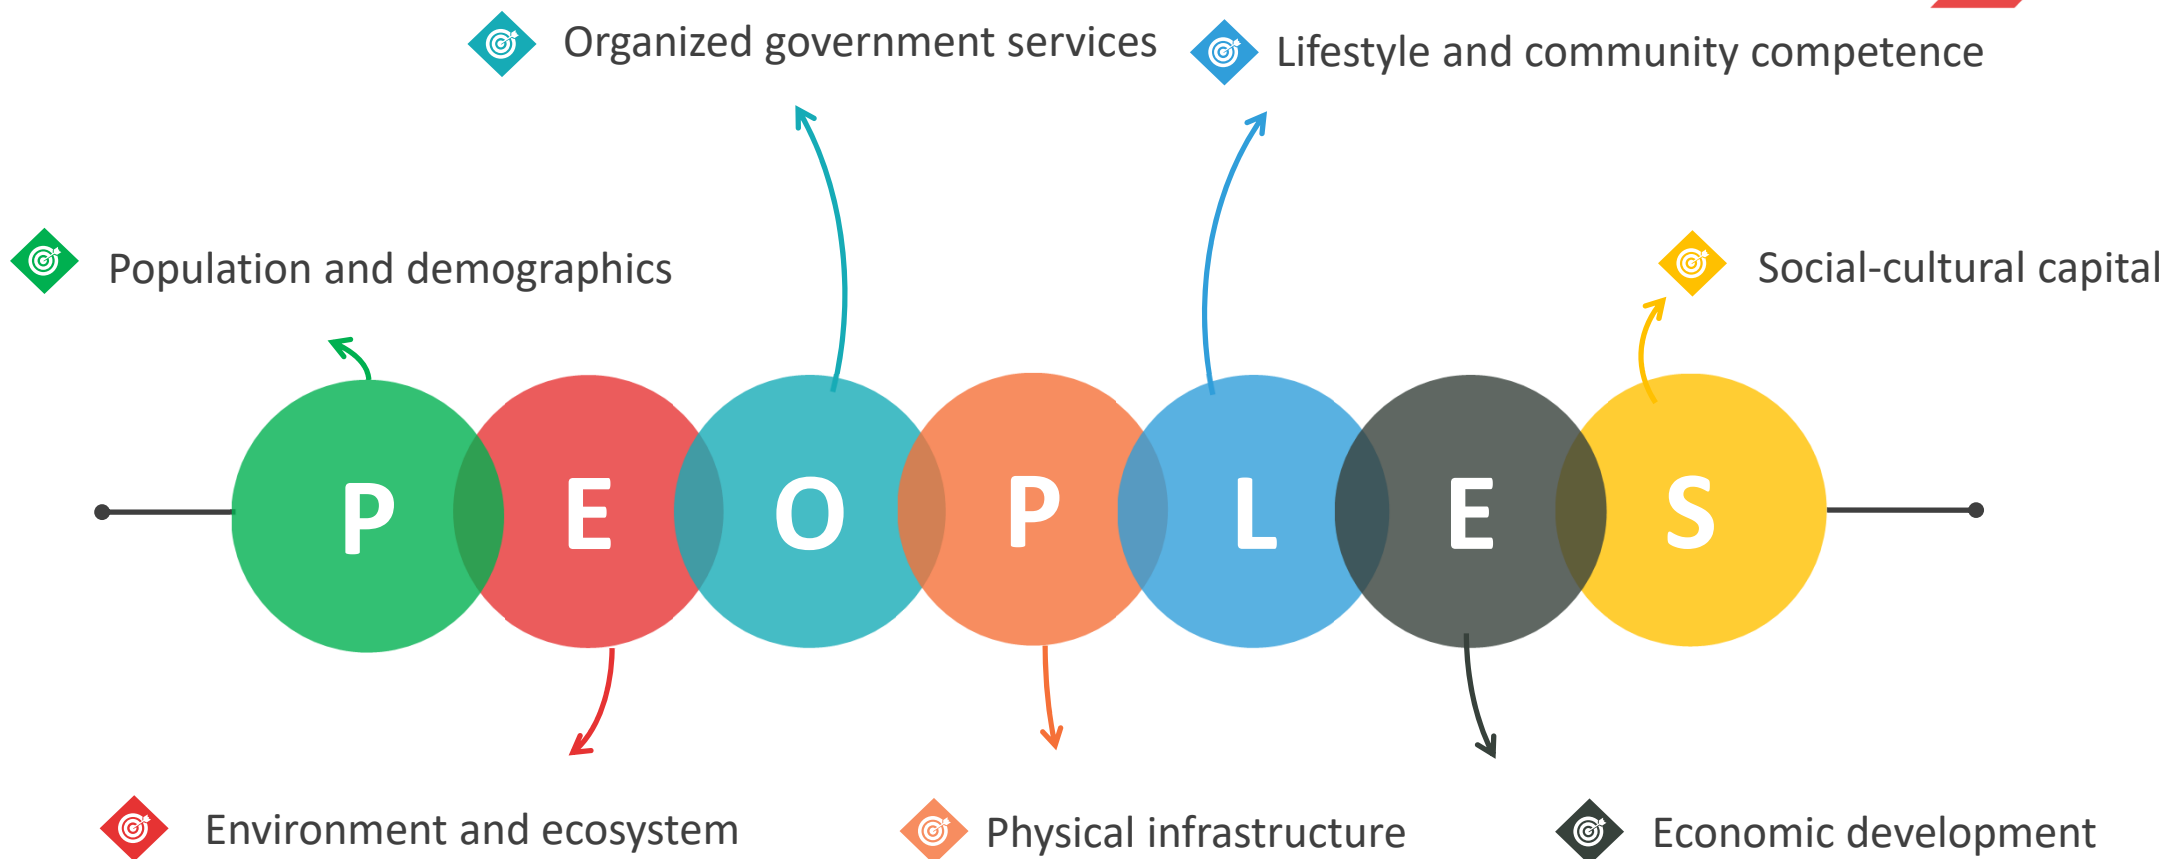 Organized government services
Lifestyle and community competence
Population and demographics
Social-cultural capital
P E O P L E S
Environment and ecosystem
Physical infrastructure
Economic development